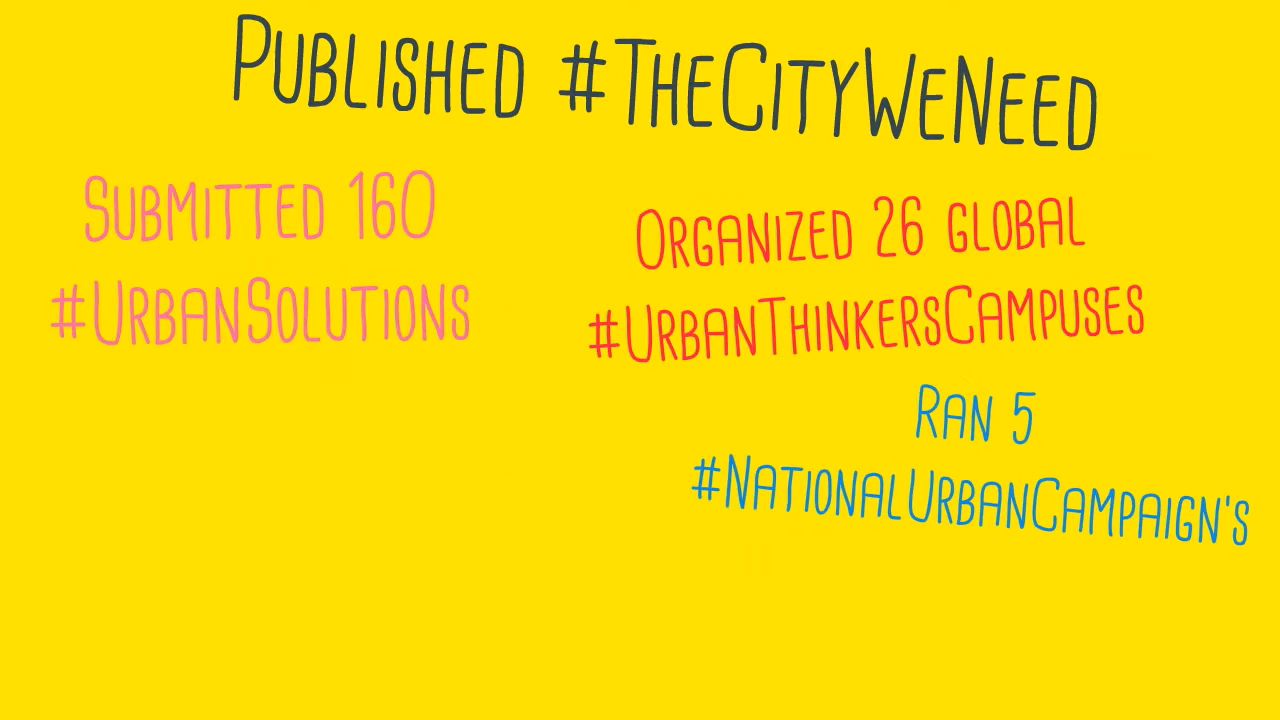 Published #TheCityWeNeed
Submitted 160
#UrbanSolutions
Organized 26 global
#UrbanThinkersCampuses
Ran 5
#NationalUrbanCampaign's